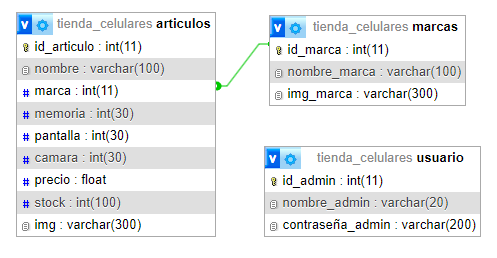 tienda_celulares articulos
id_articulo : int(11)
nombre : varchar(100)
marca : int(11)
memoria : int(30)
pantalla : int(30)
camara : int(30)
precio : float
stock : int(100)
img : varchar(300)
tienda_celulares marcas
id_marca : int(11)
nombre_marca : varchar(100)
img_marca : varchar(300)
tienda_celulares usuario
id_admin : int(11)
nombre_admin : varchar(20)
contraseña_admin : varchar(200)